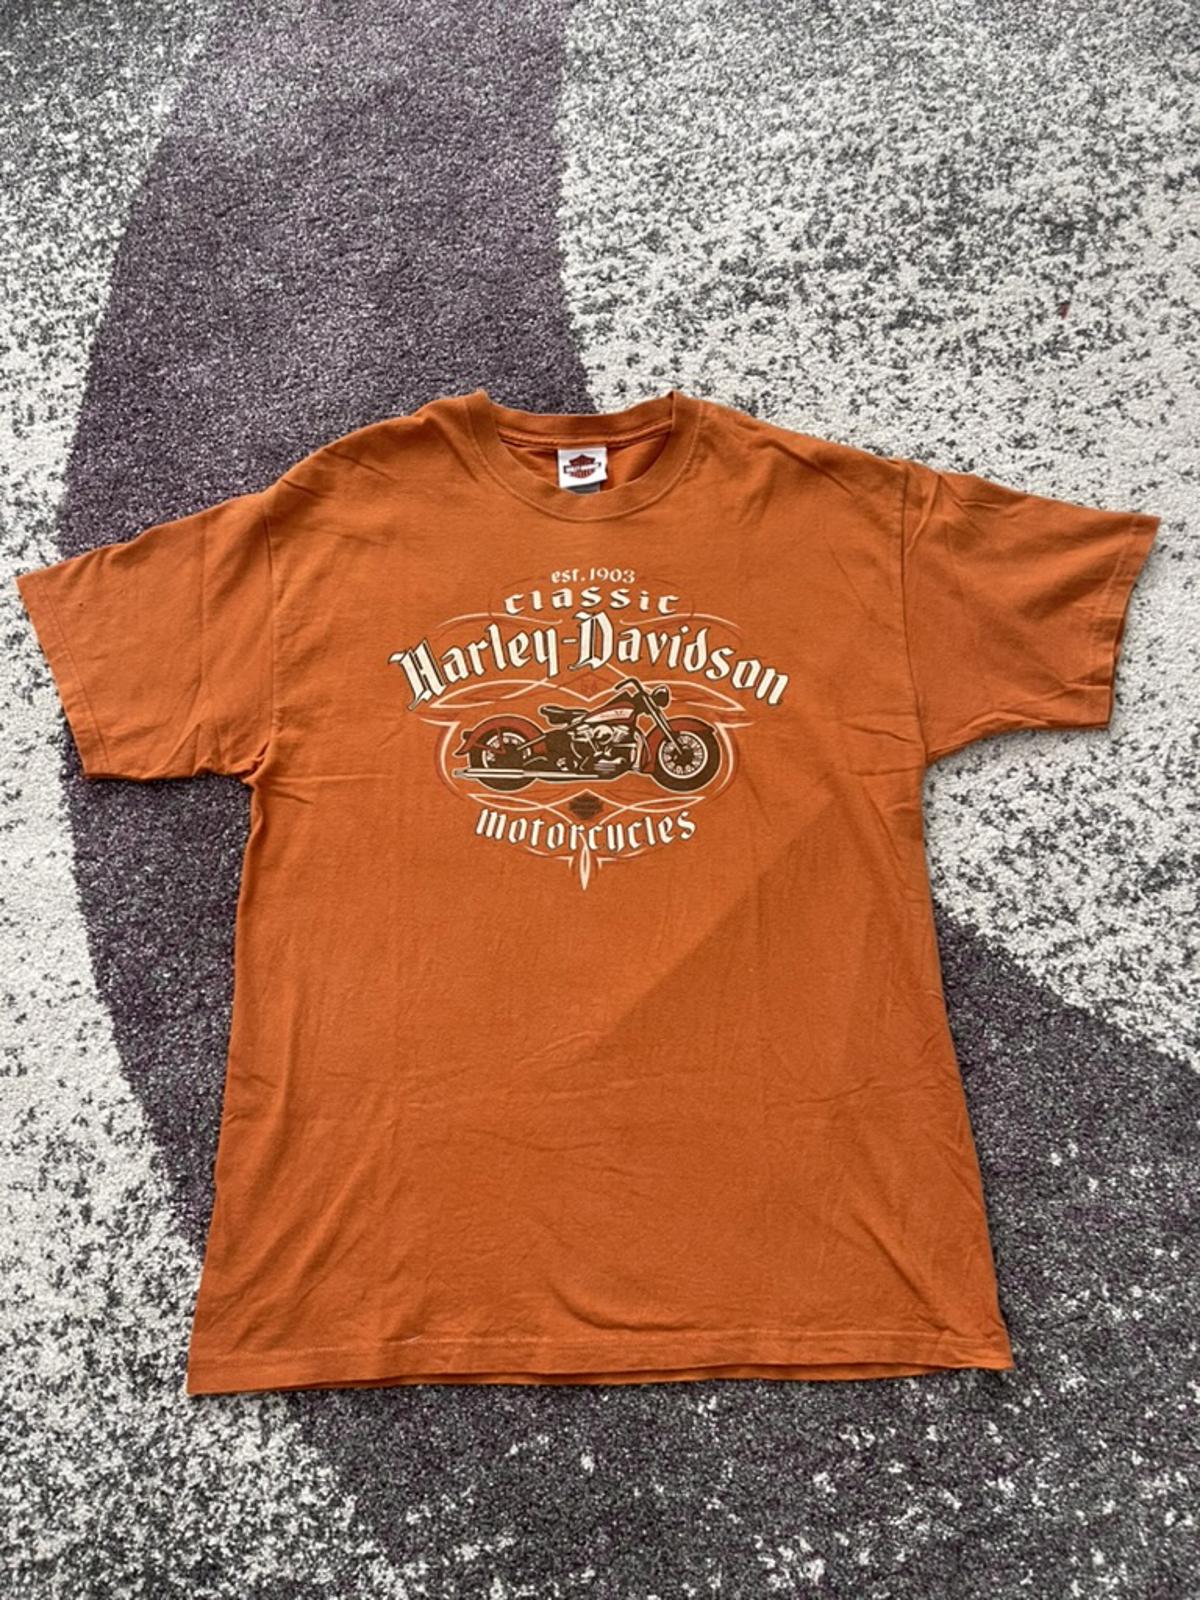 est. 1903
classic
Harley-Davidson
motorcycles